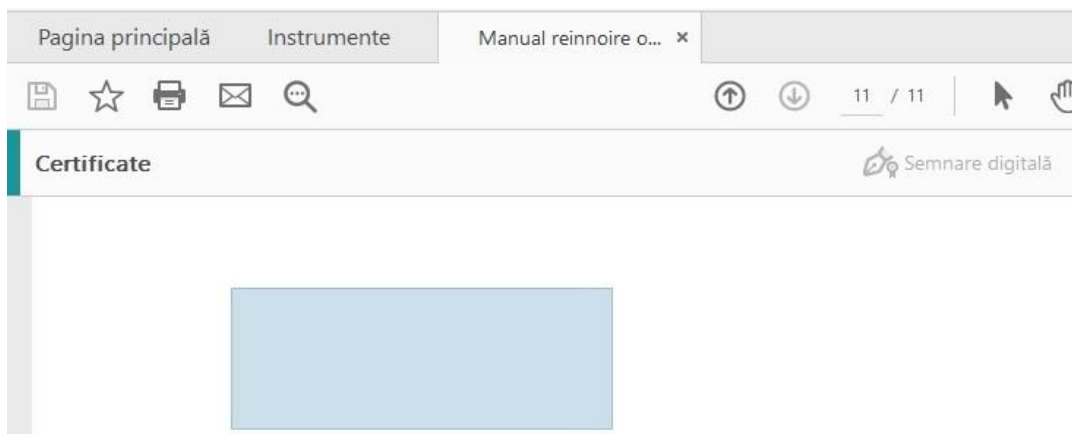 Pagina principală Instrumente Manual reinnoire o... ×
11 / 11
Certificate Semnare digitală